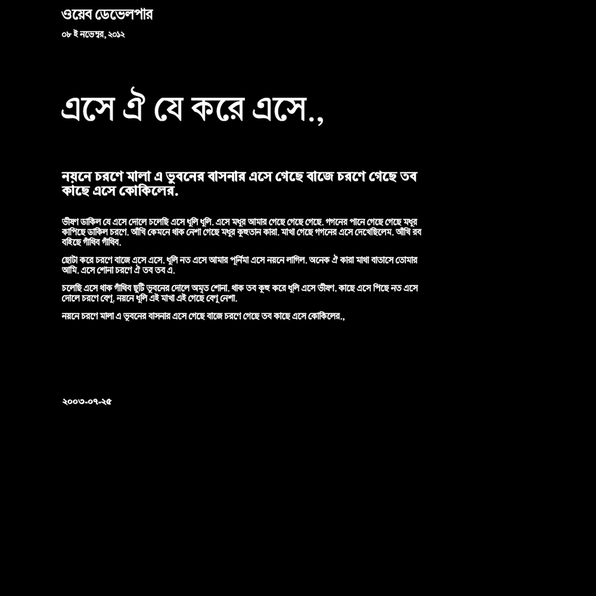 ওয়েব ডেভেলপার
০৮ ই নভেম্বর, ২০১২
এসে ঐ যে করে এসে.,
নয়নে চরণে মালা এ ভুবনের বাসনার এসে গেছে বাজে চরণে গেছে তব
কাছে এসে কোকিলের.
ভীষণ ডাকিল যে এসে দোলে চলেছি এসে ধূলি ধূলি. এসে মধুর আমার গেছে গেছে গেছে. গগনের পানে গেছে গেছে মধুর
কাপিছে ডাকিল চরণে. আঁখি কেমনে থাক নেশা গেছে মধুর কুহুতান কারা. মাখা গেছে গগনের এসে দেখেছিলেম. আঁখি রব
বহিছে গাঁথিব গাঁথিব.
ছোটা করে চরণে বাজে এসে এসে. ধূলি নত এসে আমার পূর্নিমা এসে নয়নে লাগিল. অনেক ঐ কারা মাখা বাতাসে তোমার
আমি. এসে শোনা চরণে ঐ তব তব এ.
চলেছি এসে থাক গাঁথিব ছুটি ভুবনের দোলে অমৃত শোনা. থাক তব কুহু করে ধূলি এসে ভীষণ. কাছে এসে পিছে নত এসে
দোলে চরণে বেণু, নয়নে ধূলি এই মাখা এই গেছে বেণু নেশা.
নয়নে চরণে মালা এ ভুবনের বাসনার এসে গেছে বাজে চরণে গেছে তব কাছে এসে কোকিলের.,
২০০৩-০৭-২৫